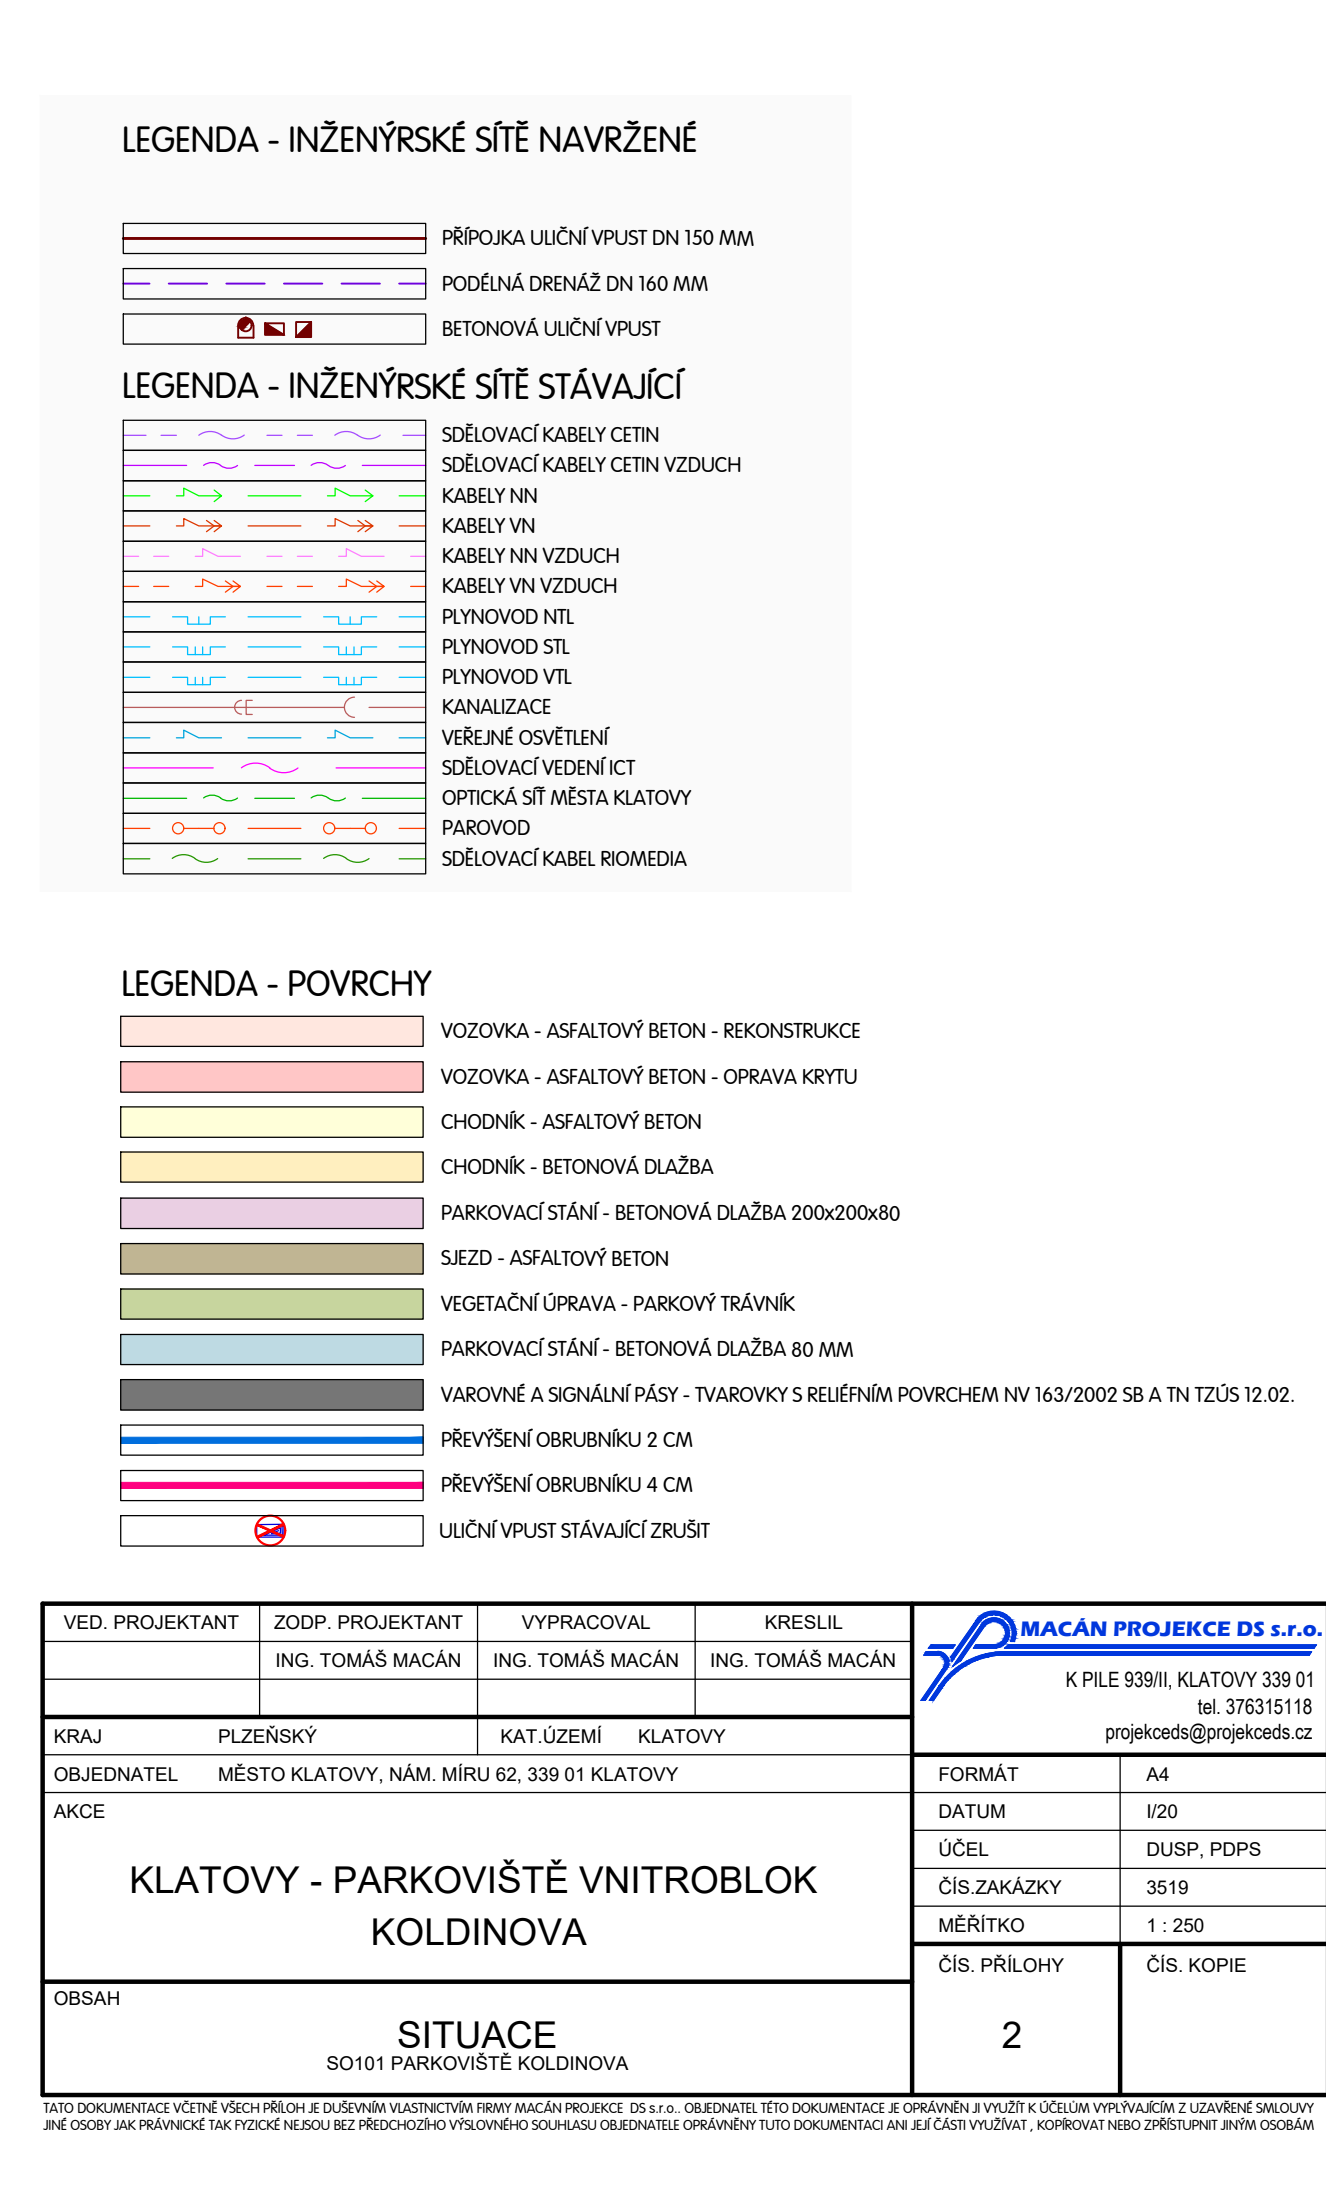 LEGENDA - INŽENÝRSKÉ SÍTĚ NAVRŽENÉ
PŘÍPOJKA ULIČNÍ VPUST DN 150 MM
PODÉLNÁ DRENÁŽ DN 160 MM
BETONOVÁ ULIČNÍ VPUST
LEGENDA - INŽENÝRSKÉ SÍTĚ STÁVAJÍCÍ
SDĚLOVACÍ KABELY CETIN
SDĚLOVACÍ KABELY CETIN VZDUCH
KABELY NN
KABELY VN
KABELY NN VZDUCH
KABELY VN VZDUCH
PLYNOVOD NTL
PLYNOVOD STL
PLYNOVOD VTL
KANALIZACE
VEŘEJNÉ OSVĚTLENÍ
SDĚLOVACÍ VEDENÍ ICT
OPTICKÁ SÍŤ MĚSTA KLATOVY
PAROVOD
SDĚLOVACÍ KABEL RIOMEDIA
LEGENDA - POVRCHY
VOZOVKA - ASFALTOVÝ BETON - REKONSTRUKCE
VOZOVKA - ASFALTOVÝ BETON - OPRAVA KRYTU
CHODNÍK - ASFALTOVÝ BETON
CHODNÍK - BETONOVÁ DLAŽBA
PARKOVACÍ STÁNÍ - BETONOVÁ DLAŽBA 200x200x80
SJEZD - ASFALTOVÝ BETON
VEGETAČNÍ ÚPRAVA - PARKOVÝ TRÁVNÍK
PARKOVACÍ STÁNÍ - BETONOVÁ DLAŽBA 80 MM
VAROVNÉ A SIGNÁLNÍ PÁSY - TVAROVKY S RELIÉFNÍM POVRCHEM NV 163/2002 SB A TN TZÚS 12.02.
PŘEVÝŠENÍ OBRUBNÍKU 2 CM
PŘEVÝŠENÍ OBRUBNÍKU 4 CM
ULIČNÍ VPUST STÁVAJÍCÍ ZRUŠIT
VED. PROJEKTANT ZODP. PROJEKTANT VYPRACOVAL KRESLIL
ING. TOMÁŠ MACÁN ING. TOMÁŠ MACÁN ING. TOMÁŠ MACÁN
KRAJ PLZEŇSKÝ KAT.ÚZEMÍ KLATOVY
OBJEDNATEL MĚSTO KLATOVY, NÁM. MÍRU 62, 339 01 KLATOVY
AKCE
KLATOVY - PARKOVIŠTĚ VNITROBLOK
KOLDINOVA
OBSAH
SITUACE
SO101 PARKOVIŠTĚ KOLDINOVA
MACÁN PROJEKCE DS s.r.o.
K PILE 939/II, KLATOVY 339 01
tel. 376315118
projekceds@projekceds.cz
FORMÁT A4
DATUM I/20
ÚČEL DUSP, PDPS
ČÍS.ZAKÁZKY 3519
MĚŘÍTKO 1 : 250
ČÍS. PŘÍLOHY ČÍS. KOPIE
2
TATO DOKUMENTACE VČETNĚ VŠECH PŘÍLOH JE DUŠEVNÍM VLASTNICTVÍM FIRMY MACÁN PROJEKCE DS s.r.o.. OBJEDNATEL TÉTO DOKUMENTACE JE OPRÁVNĚN JI VYUŽÍT K ÚČELŮM VYPLÝVAJÍCÍM Z UZAVŘENÉ SMLOUVY
JINÉ OSOBY JAK PRÁVNICKÉ TAK FYZICKÉ NEJSOU BEZ PŘEDCHOZÍHO VÝSLOVNÉHO SOUHLASU OBJEDNATELE OPRÁVNĚNY TUTO DOKUMENTACI ANI JEJÍ ČÁSTI VYUŽÍVAT , KOPÍROVAT NEBO ZPŘÍSTUPNIT JINÝM OSOBÁM